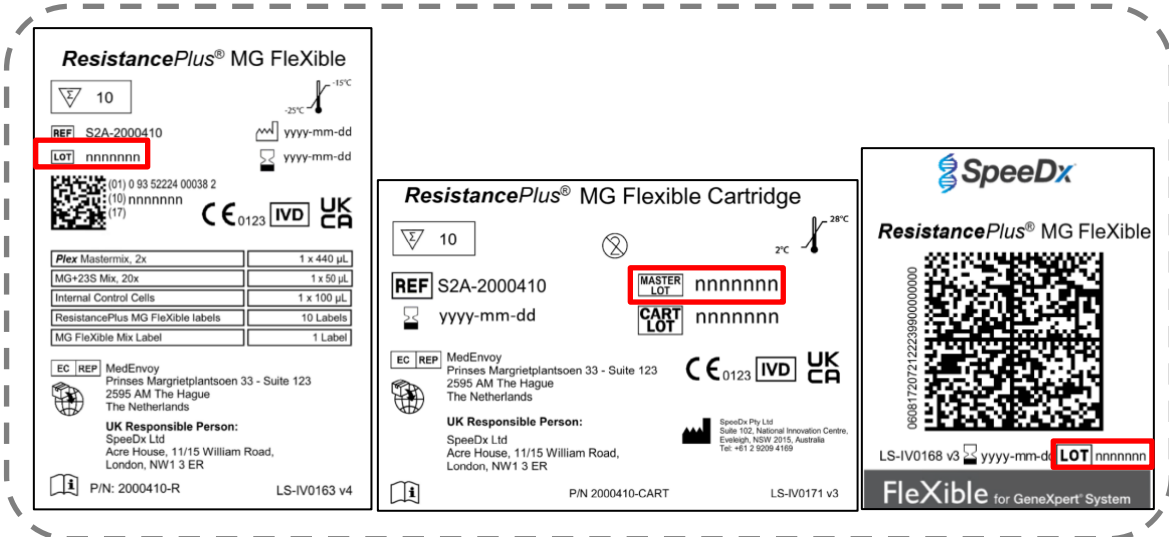 ResistancePlus® MG FleXible
Σ 10
-15°C
-25°C
REF S2A-2000410
yyyy-mm-dd
LOT nnnnnnn
yyyy-mm-dd
(01) 0 93 52224 00038 2
(10) nnnnnnn
(17)
CE 0123 IVD UK CA
Plex Mastermix, 2x 1 x 440 µL
MG+23S Mix, 20x 1 x 50 µL
Internal Control Cells 1 x 100 µL
ResistancePlus MG FleXible labels 10 Labels
MG FleXible Mix Label 1 Label
EC REP MedEnvoy
Prinses Margrietplantsoen 33 - Suite 123
2595 AM The Hague
The Netherlands
UK Responsible Person:
SpeeDx Ltd
Acre House, 11/15 William Road,
London, NW1 3 ER
i P/N: 2000410-R LS-IV0163 v4
ResistancePlus® MG Flexible Cartridge
Σ 10
2
28°C
2°C
REF S2A-2000410
MASTER LOT nnnnnnn
yyyy-mm-dd
CART LOT nnnnnnn
EC REP MedEnvoy
Prinses Margrietplantsoen 33 - Suite 123
2595 AM The Hague
The Netherlands
CE 0123 IVD UK CA
UK Responsible Person:
SpeeDx Ltd
Acre House, 11/15 William Road,
London, NW1 3 ER
SpeeDx Pty Ltd
Suite 102, National Innovation Centre,
Eveleigh, NSW 2015, Australia
Tel: +61 2 9209 4169
i P/N 2000410-CART LS-IV0171 v3
SpeeDx
ResistancePlus® MG FleXible
06081720721222399000000000
LS-IV0168 v3 yyyy-mm-dd LOT nnnnnnn
FleXible for GeneXpert® System